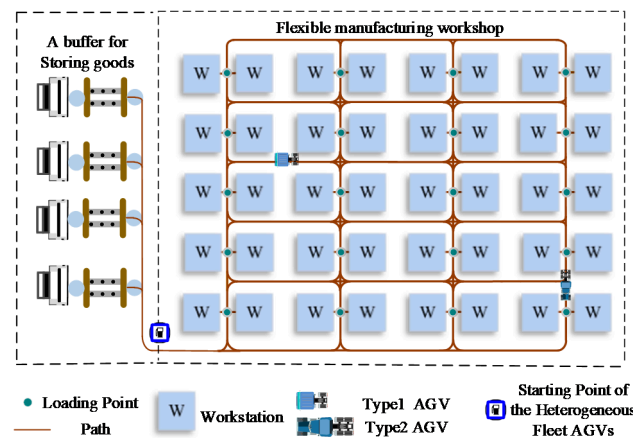 A buffer for
Storing goods
Flexible manufacturing workshop
W W W W W W W W
W W W W W W W W
W W W W W W W W
W W W W W W W W
W W W W W W W W
Loading Point
Path
W
Workstation
Type1 AGV
Type2 AGV
Starting Point of
the Heterogeneous
Fleet AGVs